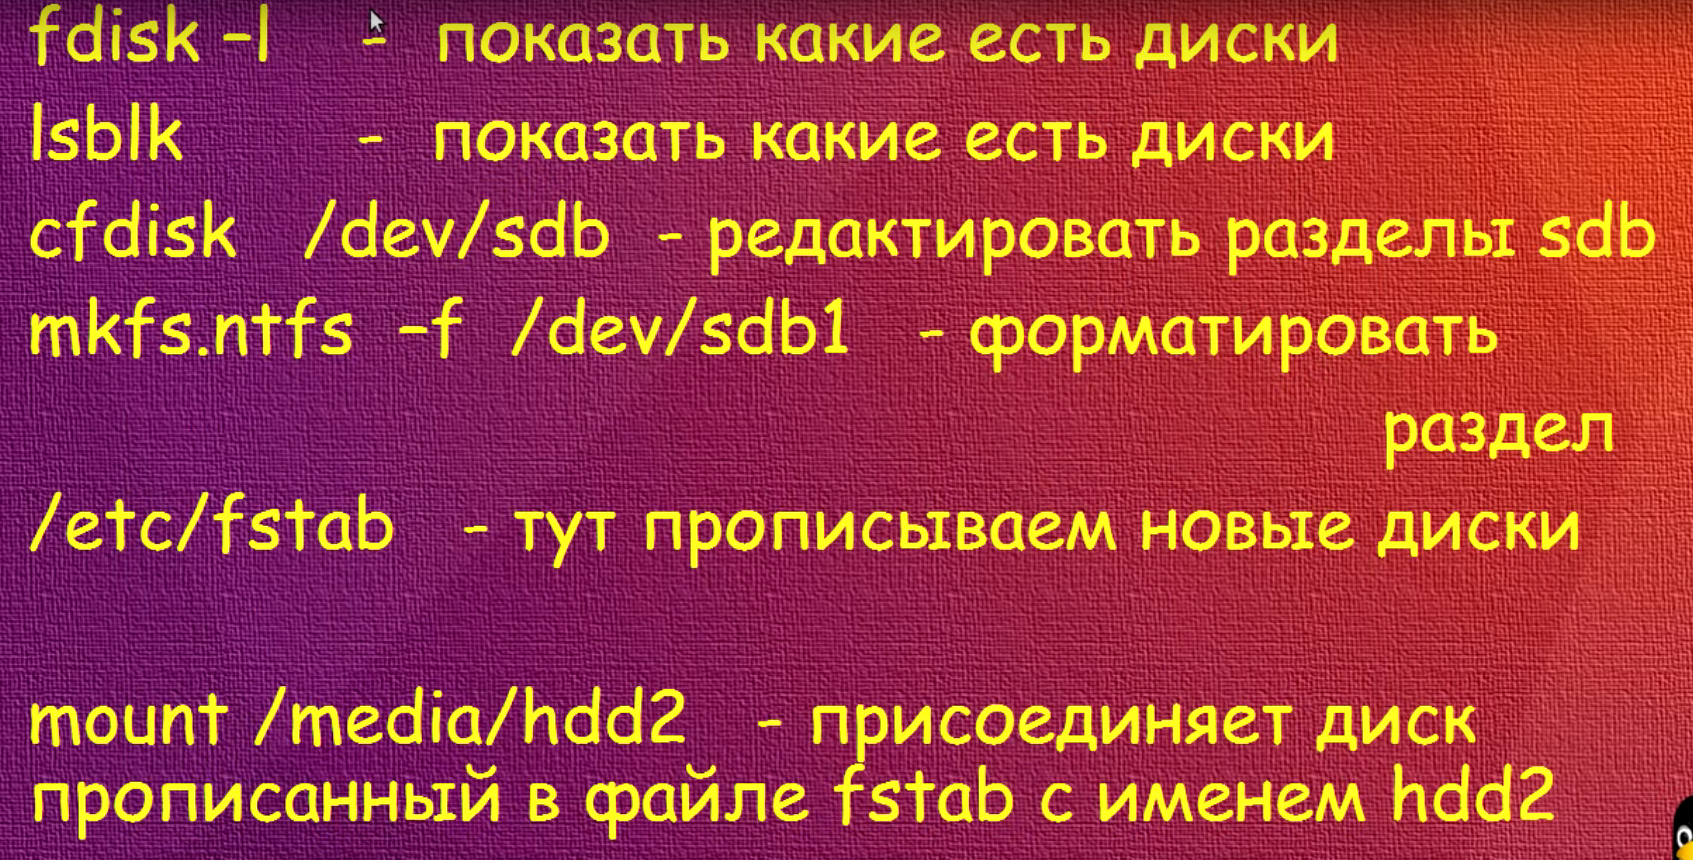 fdisk –l - показать какие есть диски
lsblk - показать какие есть диски
cfdisk /dev/sdb - редактировать разделы sdb
mkfs.ntfs –f /dev/sdb1 - форматировать
раздел
/etc/fstab - тут прописываем новые диски
mount /media/hdd2 - присоединяет диск
прописанный в файле fstab с именем hdd2